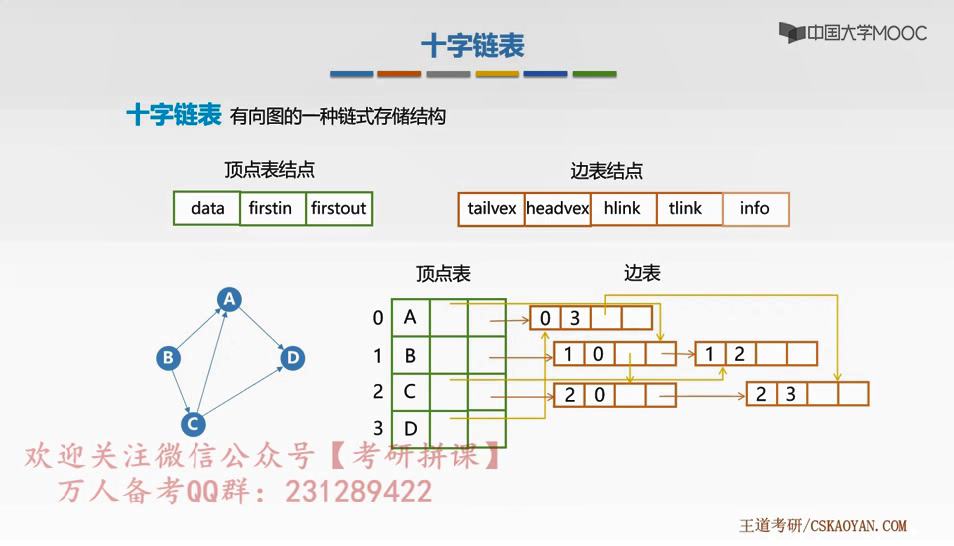 中国大学MOOC
十字链表
十字链表 有向图的一种链式存储结构
顶点表结点 边表结点
data firstin firstout tailvex headvex hlink tlink info
顶点表 边表
A
0 A 0 3
B D 1 B 1 0 1 2
2 C 2 0 2 3
C 3 D
欢迎关注微信公众号【考研拼课】
万人备考QQ群：231289422
王道考研/CSKAOYAN.COM